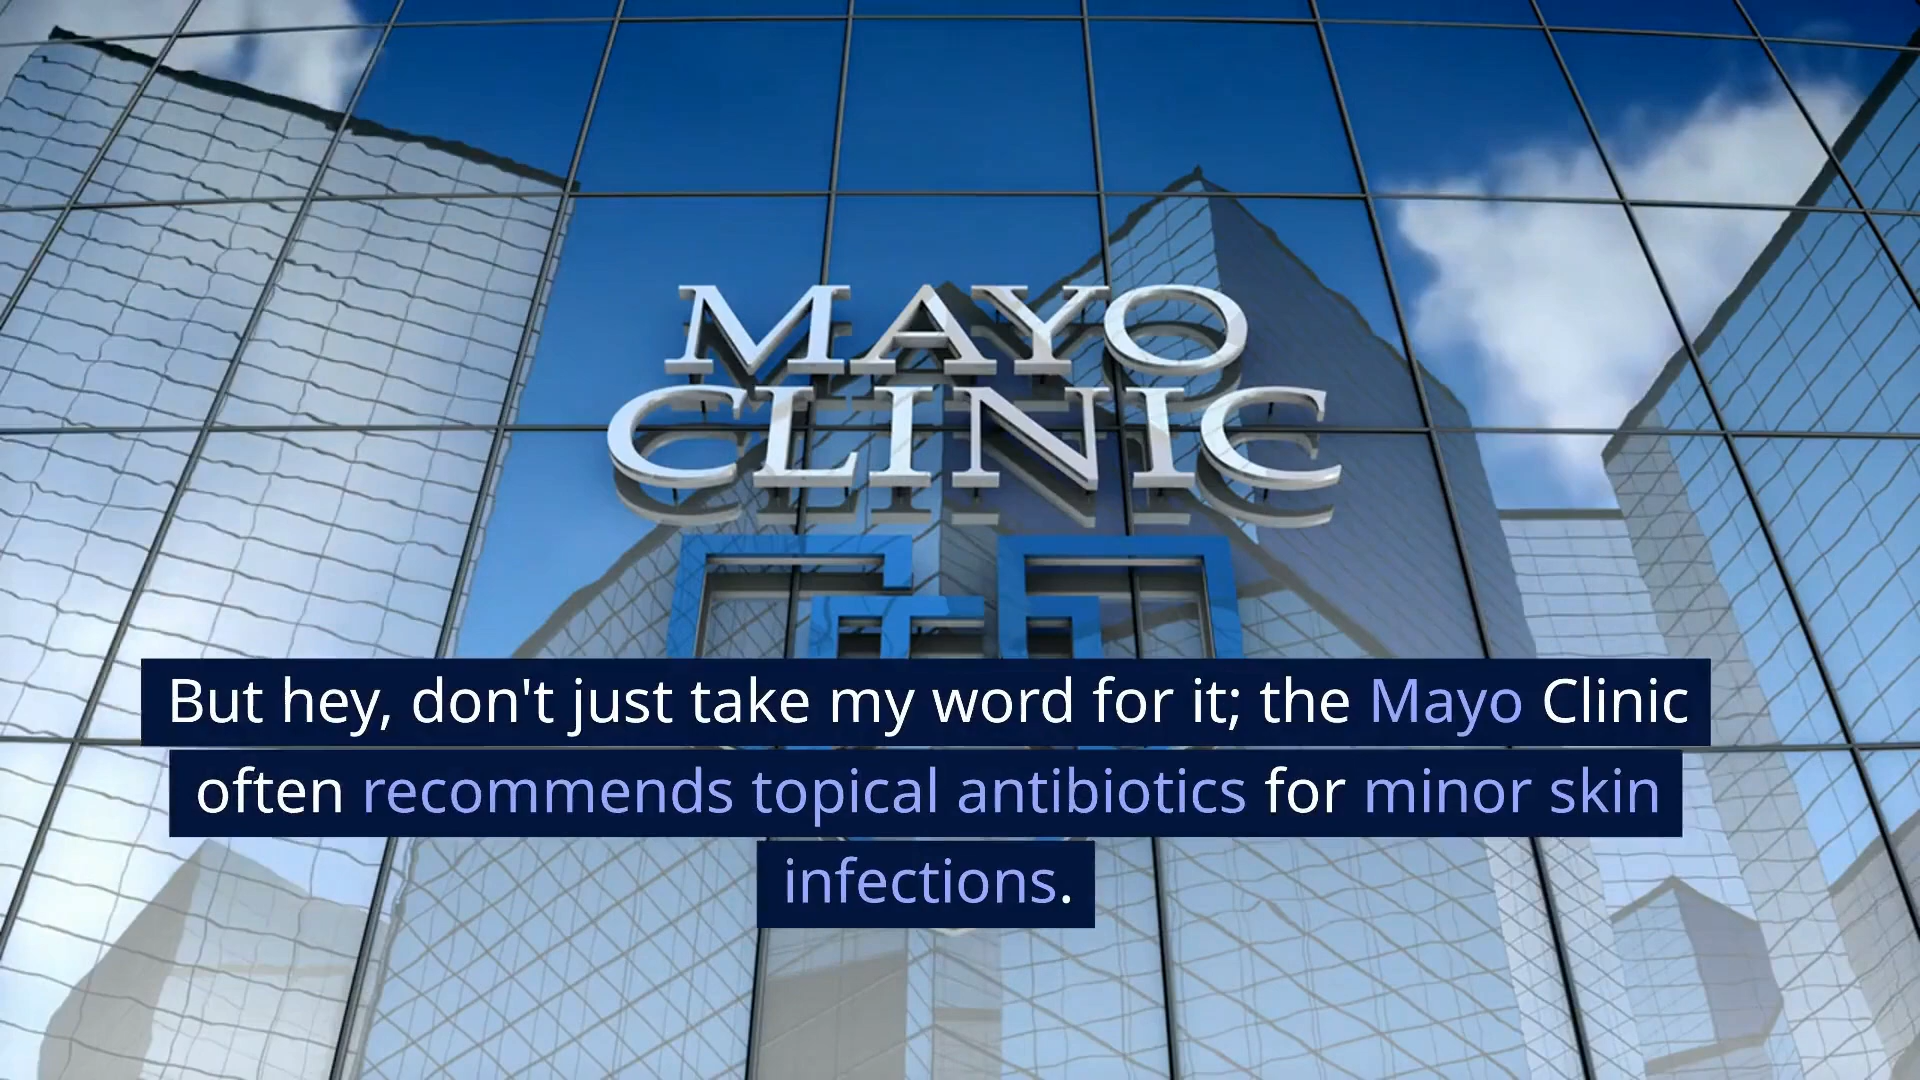 MAYO
CLINIC
But hey, don't just take my word for it; the Mayo Clinic
often recommends topical antibiotics for minor skin
infections.